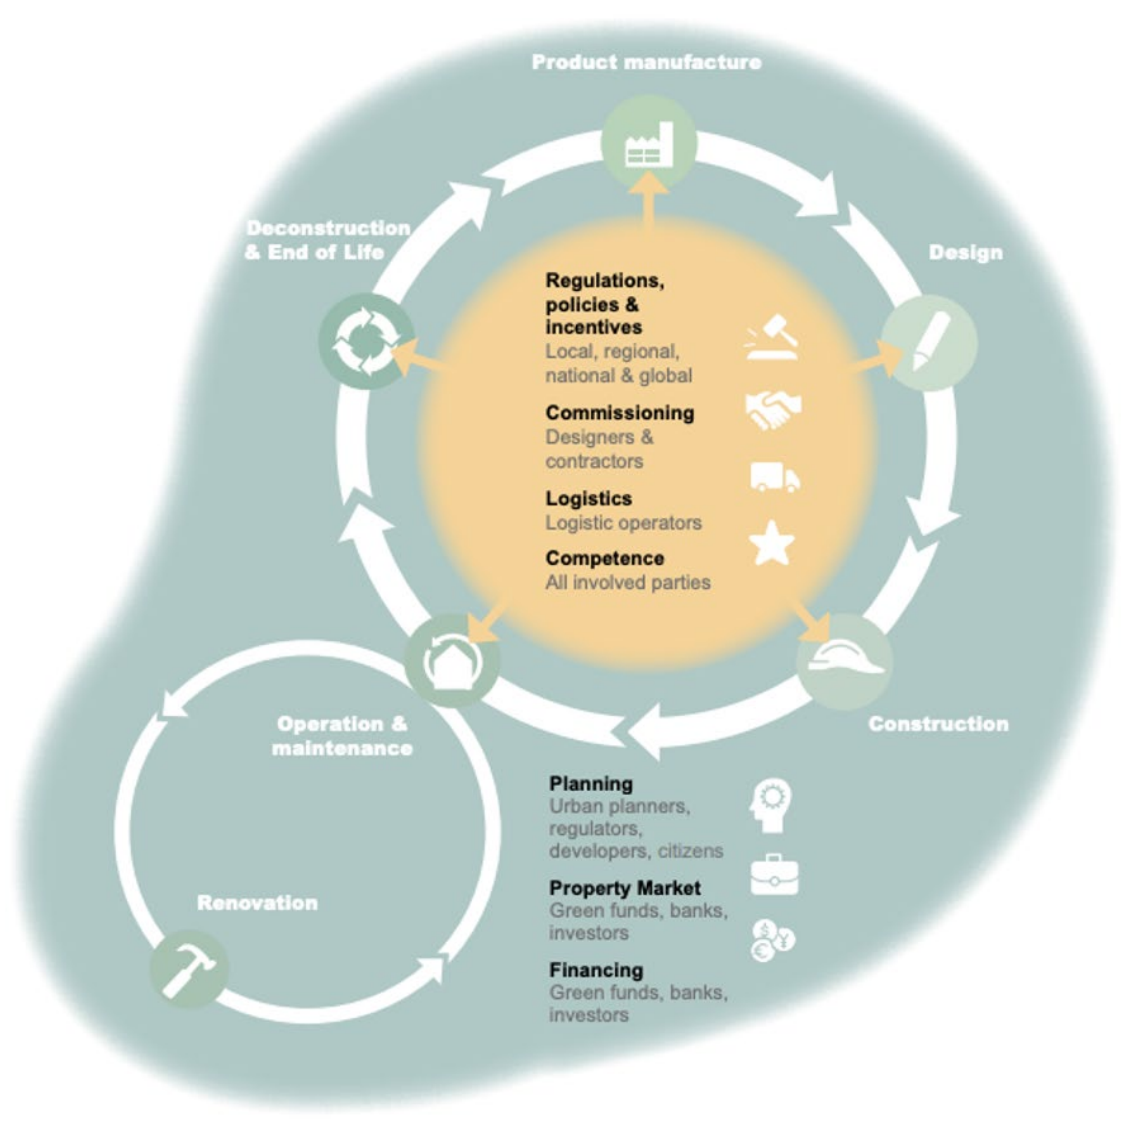 Product manufacture
Deconstruction
& End of Life
Design
Regulations,
policies &
incentives
Local, regional,
national & global
Commissioning
Designers &
contractors
Logistics
Logistic operators
Competence
All involved parties
Operation &
maintenance
Construction
Renovation
Planning
Urban planners,
regulators,
developers, citizens
Property Market
Green funds, banks,
investors
Financing
Green funds, banks,
investors
$
¥
€